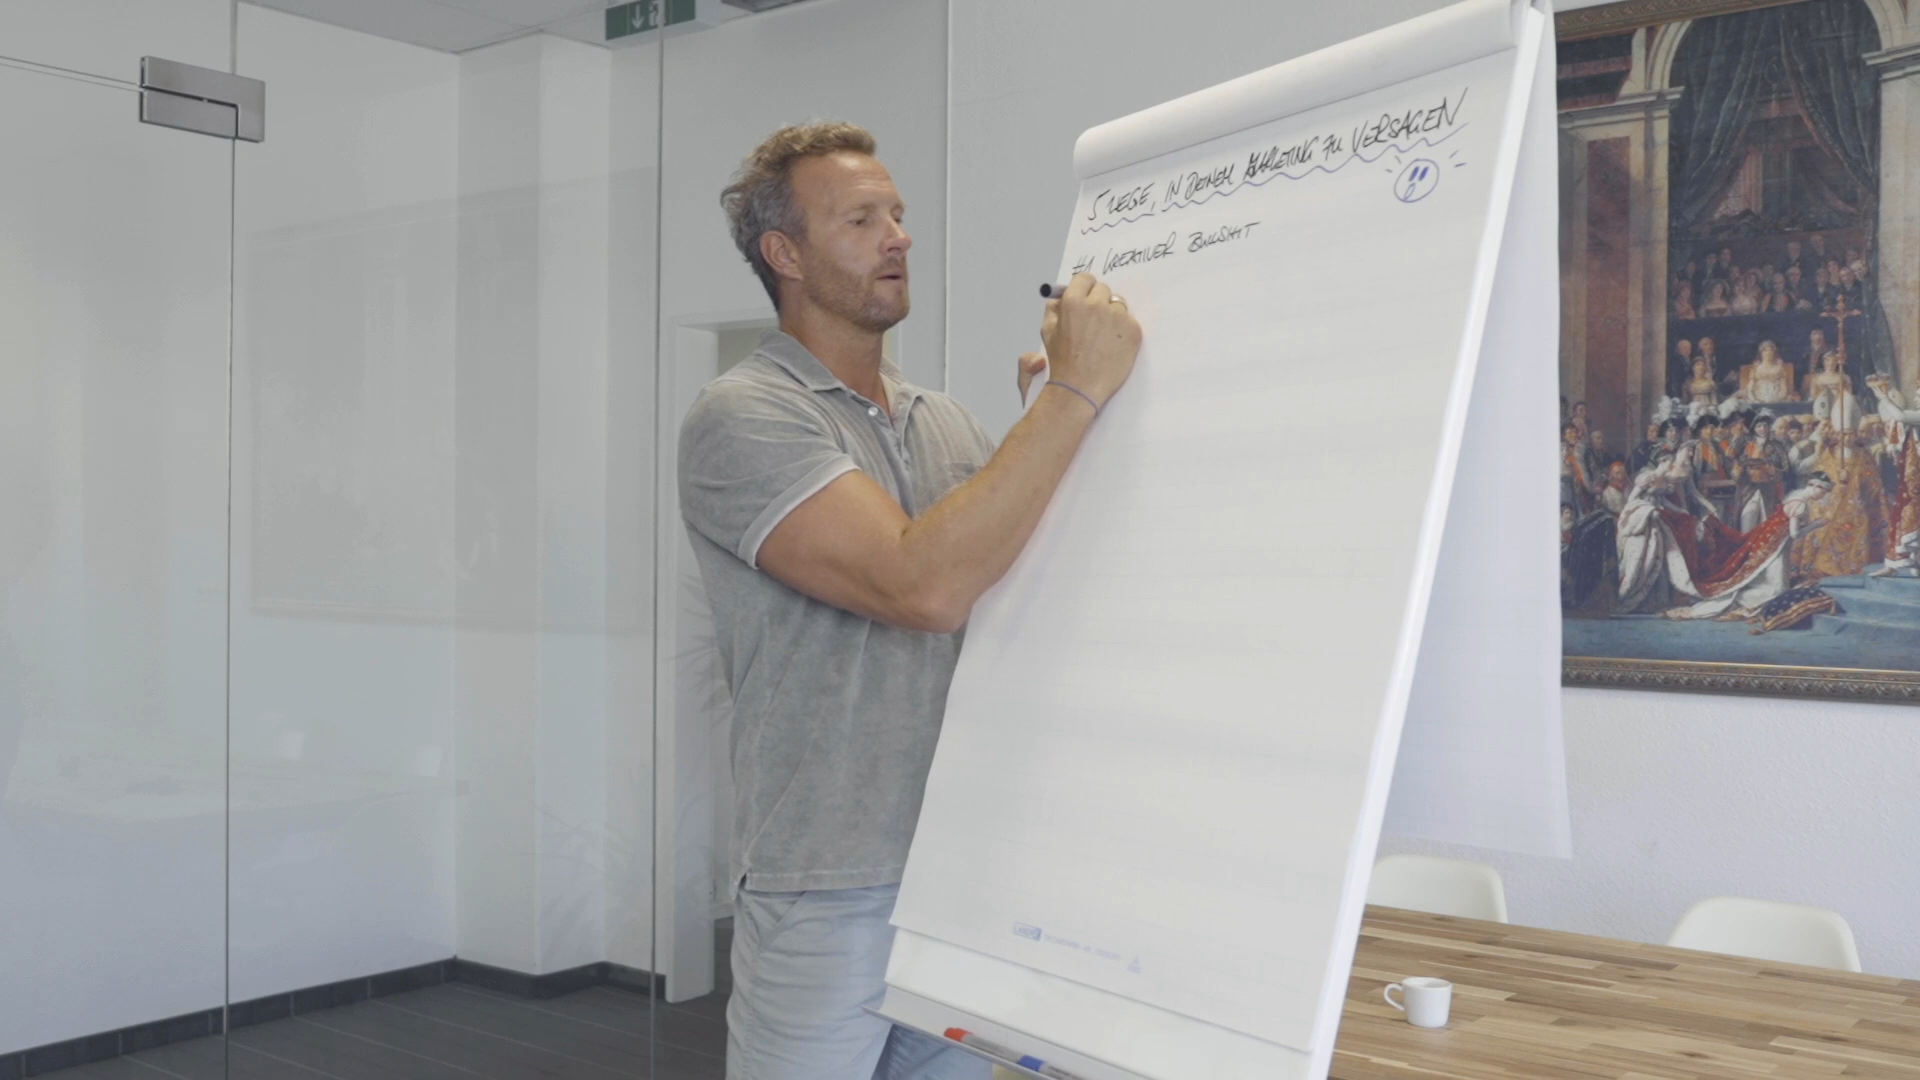 5 WEGE, IN DEINEM MARKETING ZU VERSAGEN
#1 KREATIVER BULLSHIT